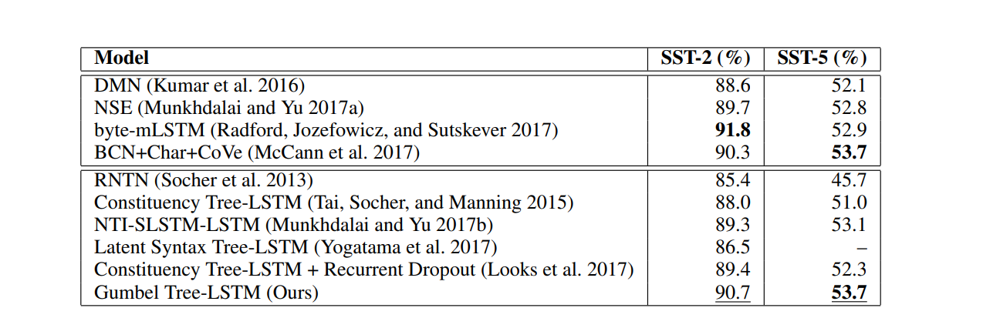 Model SST-2 (%) SST-5 (%)
DMN (Kumar et al. 2016) 88.6 52.1
NSE (Munkhdalai and Yu 2017a) 89.7 52.8
byte-mLSTM (Radford, Jozefowicz, and Sutskever 2017) 91.8 52.9
BCN+Char+CoVe (McCann et al. 2017) 90.3 53.7
RNTN (Socher et al. 2013) 85.4 45.7
Constituency Tree-LSTM (Tai, Socher, and Manning 2015) 88.0 51.0
NTI-SLSTM-LSTM (Munkhdalai and Yu 2017b) 89.3 53.1
Latent Syntax Tree-LSTM (Yogatama et al. 2017) 86.5 –
Constituency Tree-LSTM + Recurrent Dropout (Looks et al. 2017) 89.4 52.3
Gumbel Tree-LSTM (Ours) 90.7 53.7